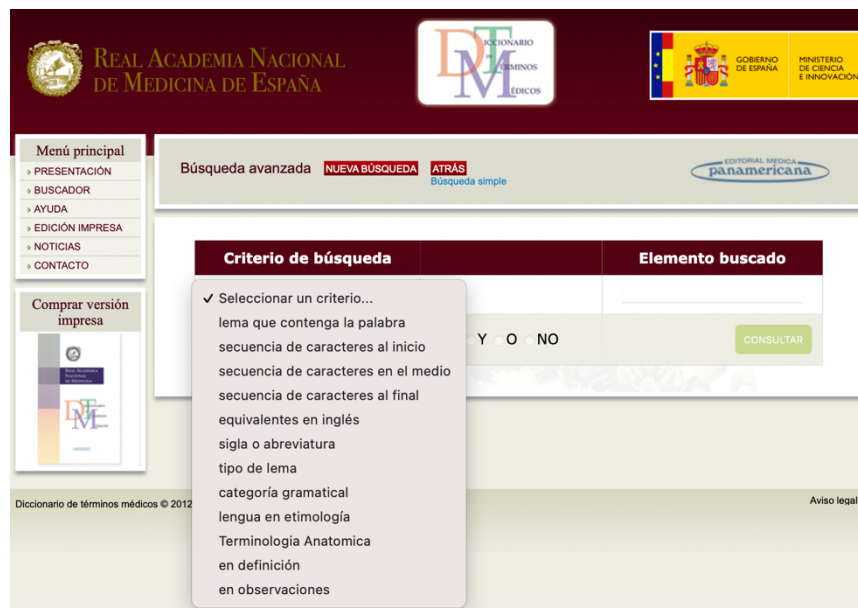 REAL ACADEMIA NACIONAL
DE MEDICINA DE ESPAÑA
DICCIONARIO
DE TÉRMINOS
MÉDICOS
GOBIERNO
DE ESPAÑA
MINISTERIO
DE CIENCIA
E INNOVACIÓN
Menú principal
PRESENTACIÓN
BUSCADOR
AYUDA
EDICIÓN IMPRESA
NOTICIAS
CONTACTO
Búsqueda avanzada NUEVA BÚSQUEDA ATRÁS
Búsqueda simple
EDITORIAL MEDICA
panamericana
Criterio de búsqueda Elemento buscado
✓ Seleccionar un criterio...
lema que contenga la palabra
secuencia de caracteres al inicio
secuencia de caracteres en el medio
secuencia de caracteres al final
equivalentes en inglés
sigla o abreviatura
tipo de lema
categoría gramatical
lengua en etimología
Terminologia Anatomica
en definición
en observaciones
Y O NO
CONSULTAR
Comprar versión
impresa
Diccionario de términos médicos © 2012
Aviso legal